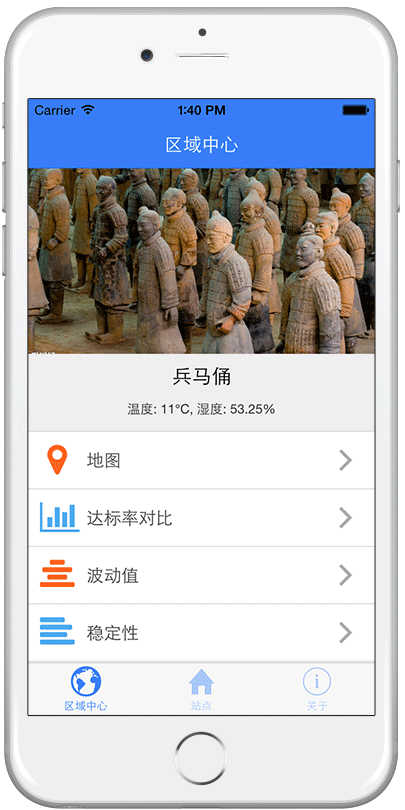 Carrier 1:40 PM
区域中心
兵马俑
温度: 11°C, 湿度: 53.25%
地图
达标率对比
波动值
稳定性
区域中心 站点 关于